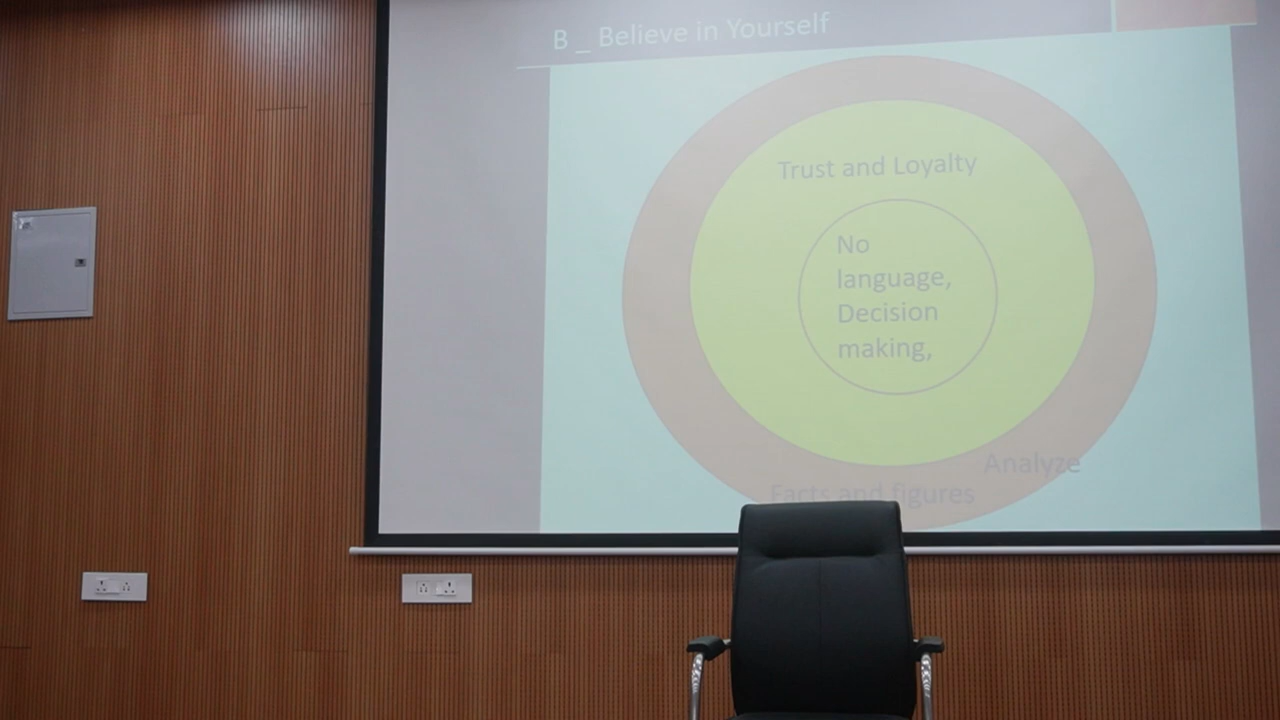 B _ Believe in Yourself
Trust and Loyalty
No
language,
Decision
making,
Analyze
Facts and figures